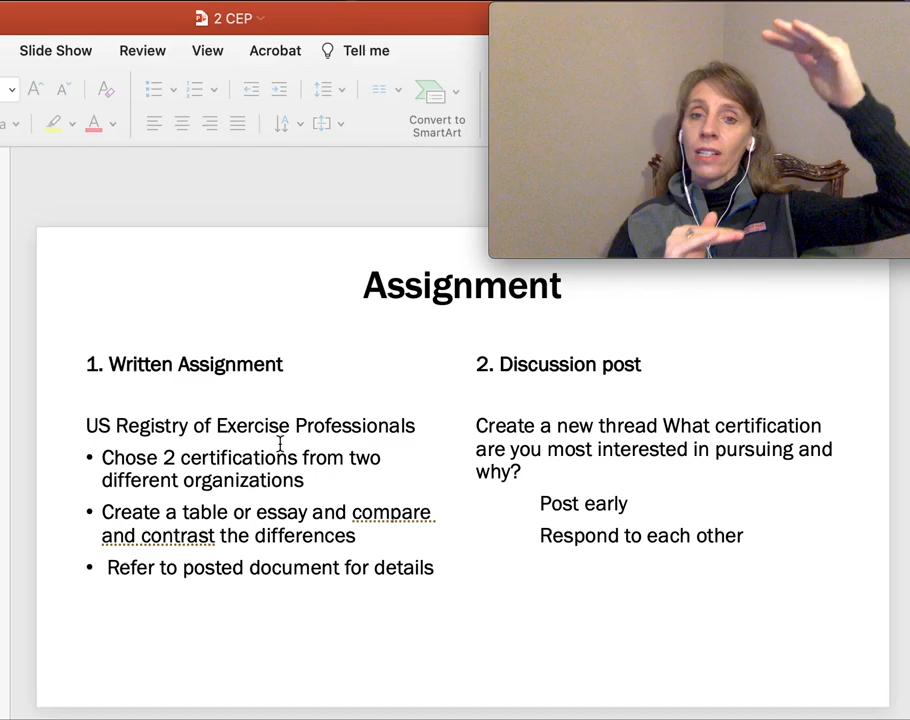 2 CEP
Slide Show Review View Acrobat Tell me
Convert to
SmartArt
Assignment
1. Written Assignment
US Registry of Exercise Professionals
• Chose 2 certifications from two
different organizations
• Create a table or essay and compare
and contrast the differences
• Refer to posted document for details
2. Discussion post
Create a new thread What certification
are you most interested in pursuing and
why?
Post early
Respond to each other